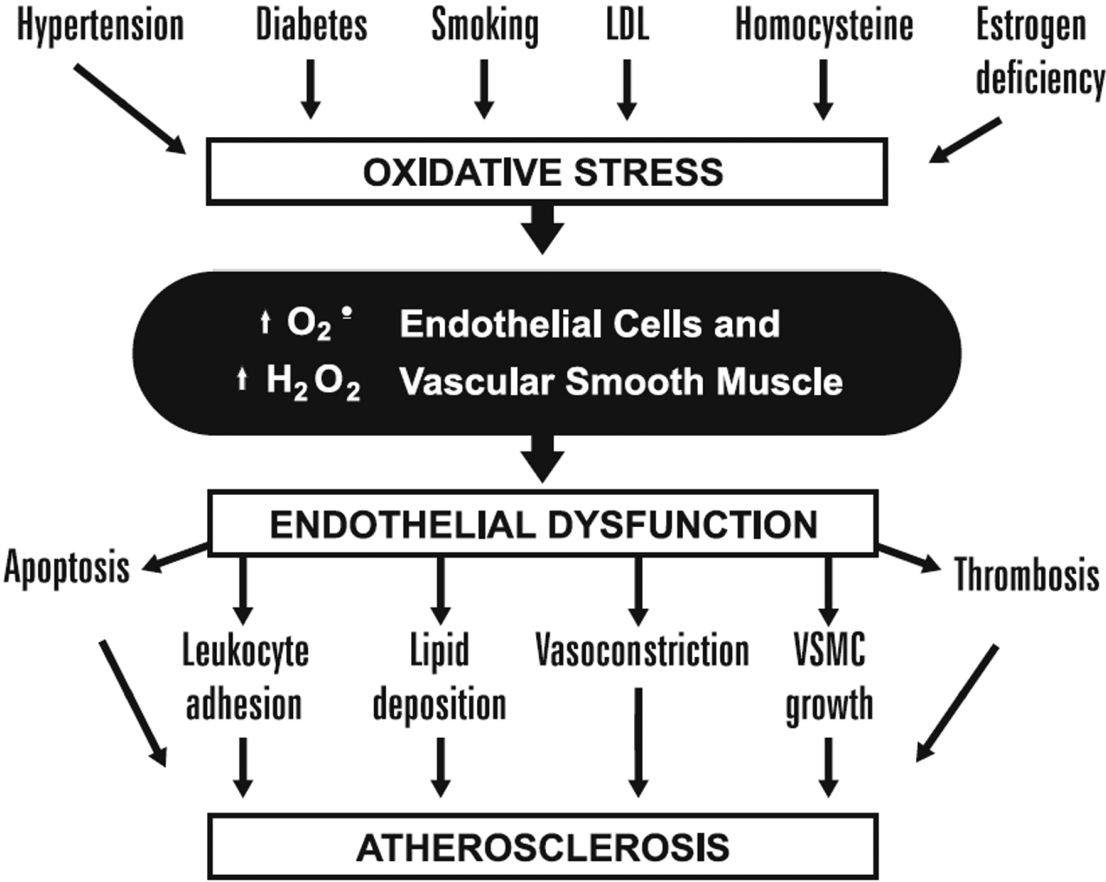 Hypertension
Diabetes
Smoking
LDL
Homocysteine
Estrogen
deficiency
OXIDATIVE STRESS
↑ O₂•̲ Endothelial Cells and
↑ H₂O₂ Vascular Smooth Muscle
ENDOTHELIAL DYSFUNCTION
Apoptosis
Thrombosis
Leukocyte
adhesion
Lipid
deposition
Vasoconstriction
VSMC
growth
ATHEROSCLEROSIS